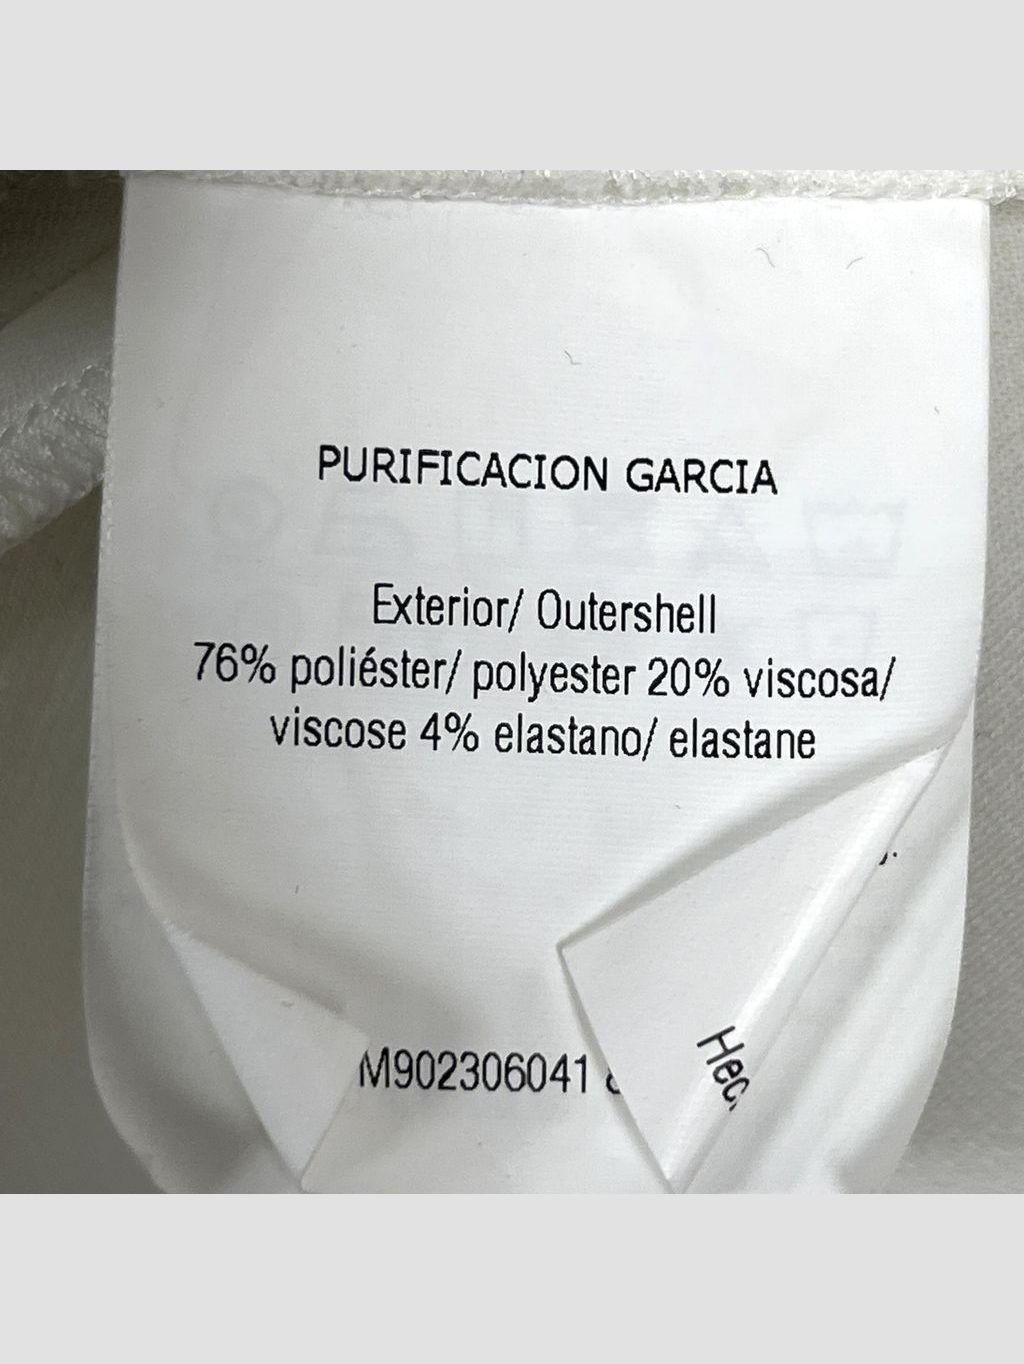 PURIFICACION GARCIA
Exterior/ Outershell
76% poliéster/ polyester 20% viscosa/
viscose 4% elastano/ elastane
M902306041